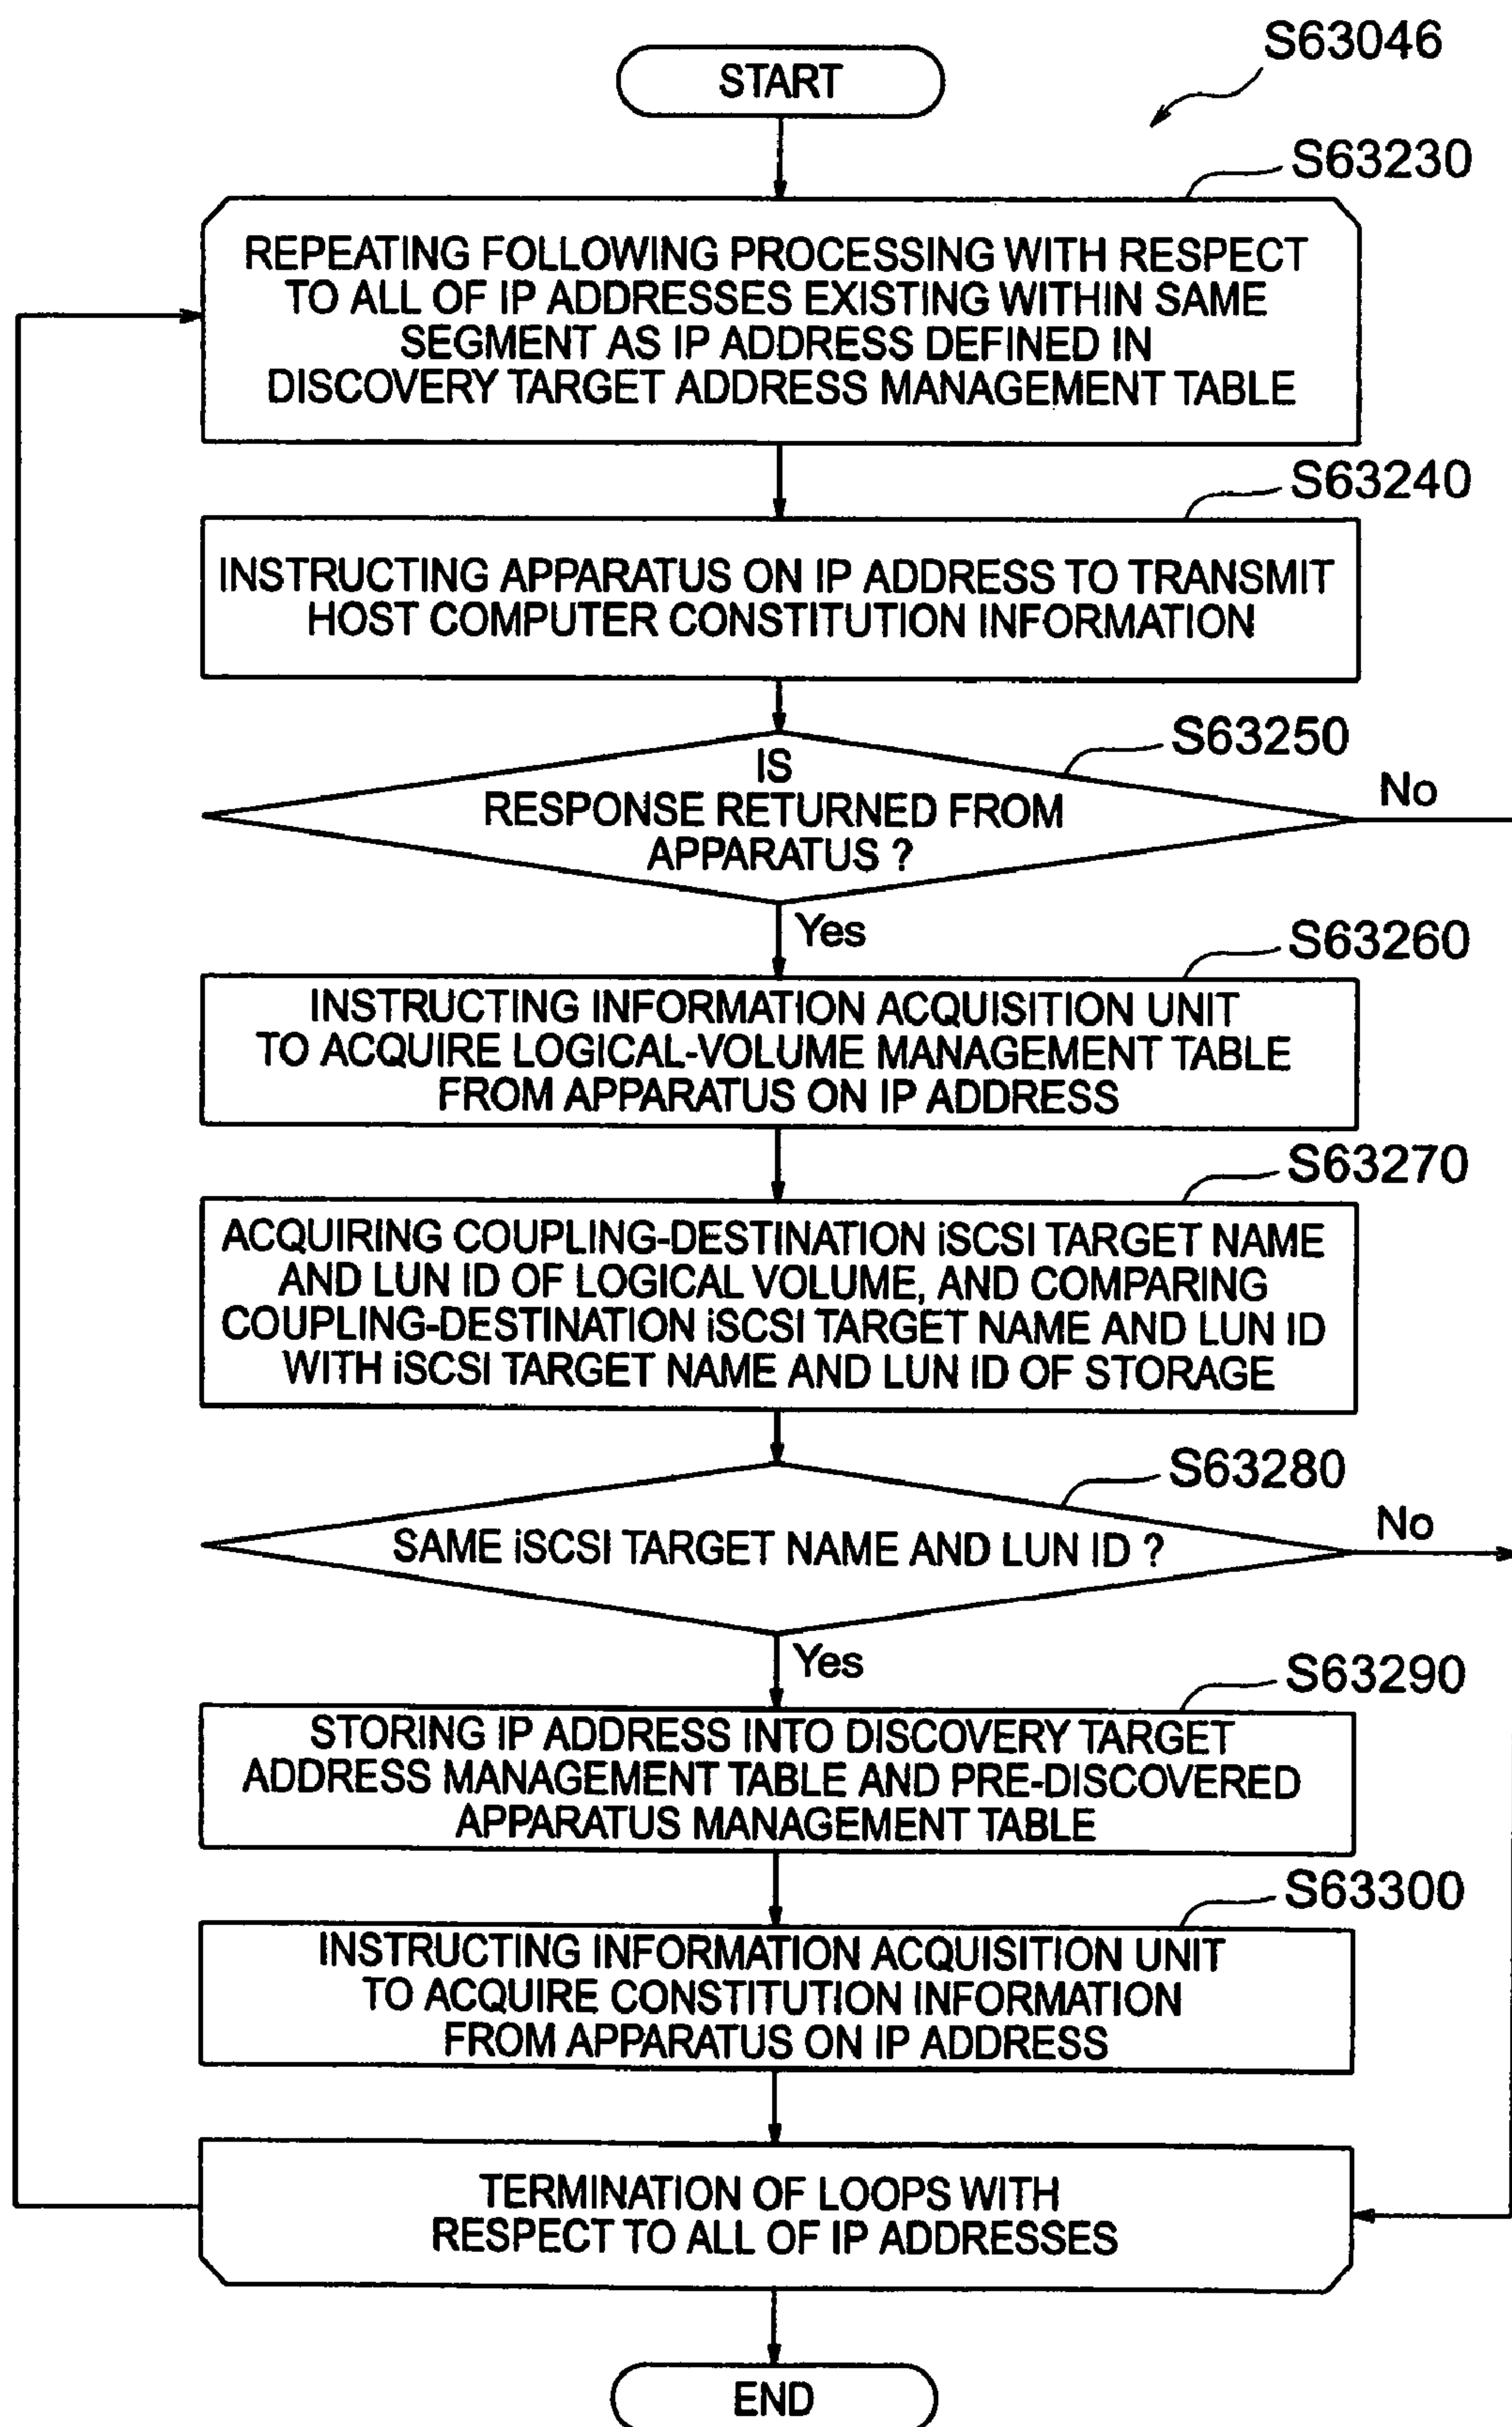 S63046
START
S63230
REPEATING FOLLOWING PROCESSING WITH RESPECT
TO ALL OF IP ADDRESSES EXISTING WITHIN SAME
SEGMENT AS IP ADDRESS DEFINED IN
DISCOVERY TARGET ADDRESS MANAGEMENT TABLE
S63240
INSTRUCTING APPARATUS ON IP ADDRESS TO TRANSMIT
HOST COMPUTER CONSTITUTION INFORMATION
S63250
IS
RESPONSE RETURNED FROM
APPARATUS ?
No
Yes
S63260
INSTRUCTING INFORMATION ACQUISITION UNIT
TO ACQUIRE LOGICAL-VOLUME MANAGEMENT TABLE
FROM APPARATUS ON IP ADDRESS
S63270
ACQUIRING COUPLING-DESTINATION iSCSI TARGET NAME
AND LUN ID OF LOGICAL VOLUME, AND COMPARING
COUPLING-DESTINATION iSCSI TARGET NAME AND LUN ID
WITH iSCSI TARGET NAME AND LUN ID OF STORAGE
S63280
SAME iSCSI TARGET NAME AND LUN ID ?
No
Yes
S63290
STORING IP ADDRESS INTO DISCOVERY TARGET
ADDRESS MANAGEMENT TABLE AND PRE-DISCOVERED
APPARATUS MANAGEMENT TABLE
S63300
INSTRUCTING INFORMATION ACQUISITION UNIT
TO ACQUIRE CONSTITUTION INFORMATION
FROM APPARATUS ON IP ADDRESS
TERMINATION OF LOOPS WITH
RESPECT TO ALL OF IP ADDRESSES
END